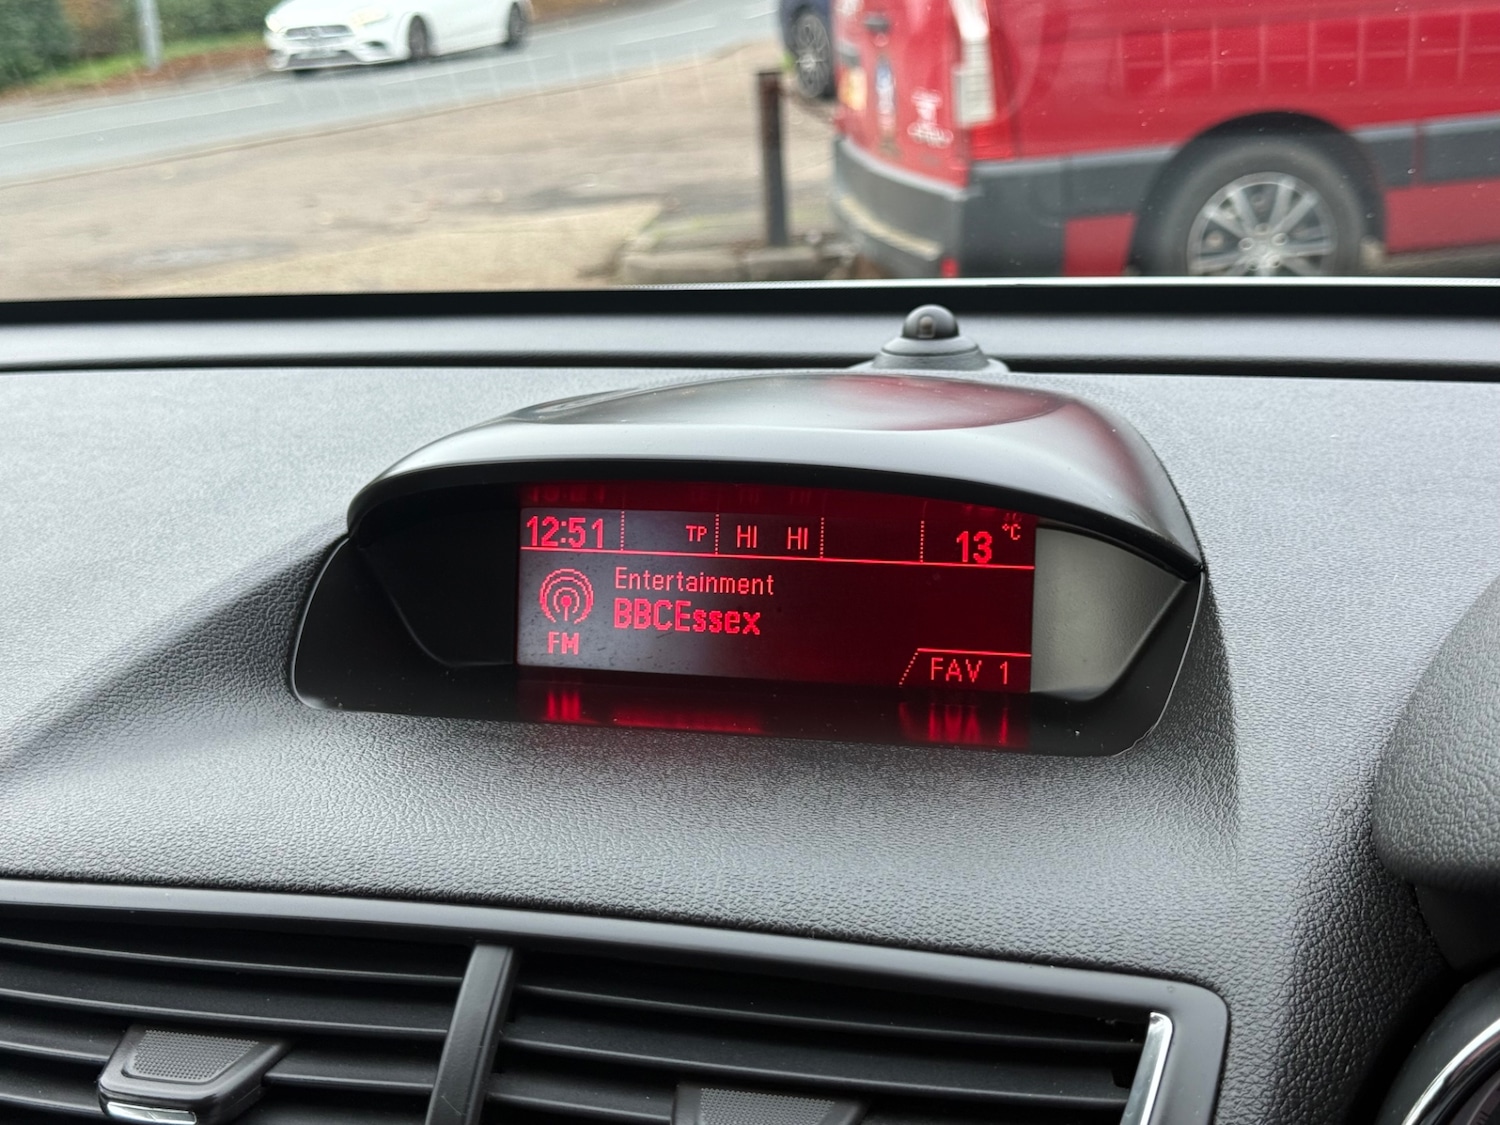 12:51 TP HI HI 13 °C
Entertainment
BBCEssex
FM
FAV 1